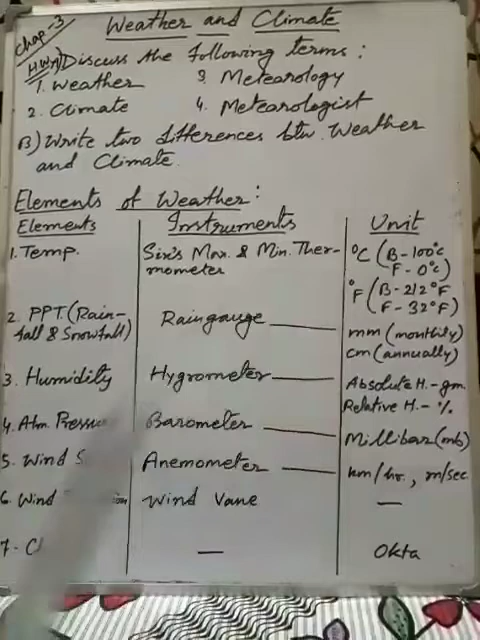 Chap-3
Weather and Climate
H.W A) Discuss the following terms:
1. Weather 3. Meteorology
2. Climate 4. Meteorologist
B) Write two differences btw. Weather
and Climate.
Elements of Weather:
Elements Instruments Unit
1. Temp. Six's Max. & Min. Ther-
mometer
°C (B-100°C
F-0°C)
°F (B-212°F
F-32°F)
2. PPT. (Rain-
fall & Snowfall)
Raingauge
mm (monthly)
cm (annually)
3. Humidity Hygrometer
Absolute H.-gm.
Relative H.-%
4. Atm. Barometer Millibar (mb)
5. Wind Anemometer km/hr., m/sec
6. Wind Wind Vane —
7. — Okta